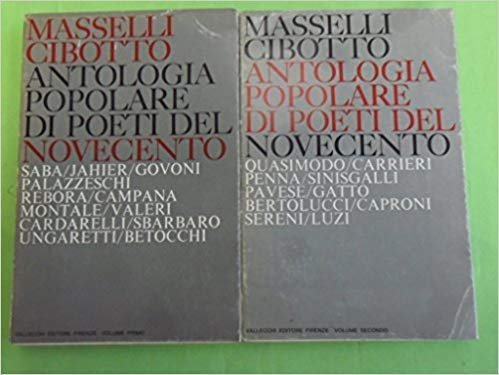 MASSELLI
CIBOTTO
ANTOLOGIA
POPOLARE
DI POETI DEL
NOVECENTO
SABA/JAHIER/GOVONI
PALAZZESCHI
REBORA/CAMPANA
MONTALE/VALERI
CARDARELLI/SBARBARO
UNGARETTI/BETOCCHI
VALLECCHI EDITORE FIRENZE VOLUME PRIMO
MASSELLI
CIBOTTO
ANTOLOGIA
POPOLARE
DI POETI DEL
NOVECENTO
QUASIMODO/CARRIERI
PENNA/SINISGALLI
PAVESE/GATTO
BERTOLUCCI/CAPRONI
SERENI/LUZI
VALLECCHI EDITORE FIRENZE VOLUME SECONDO